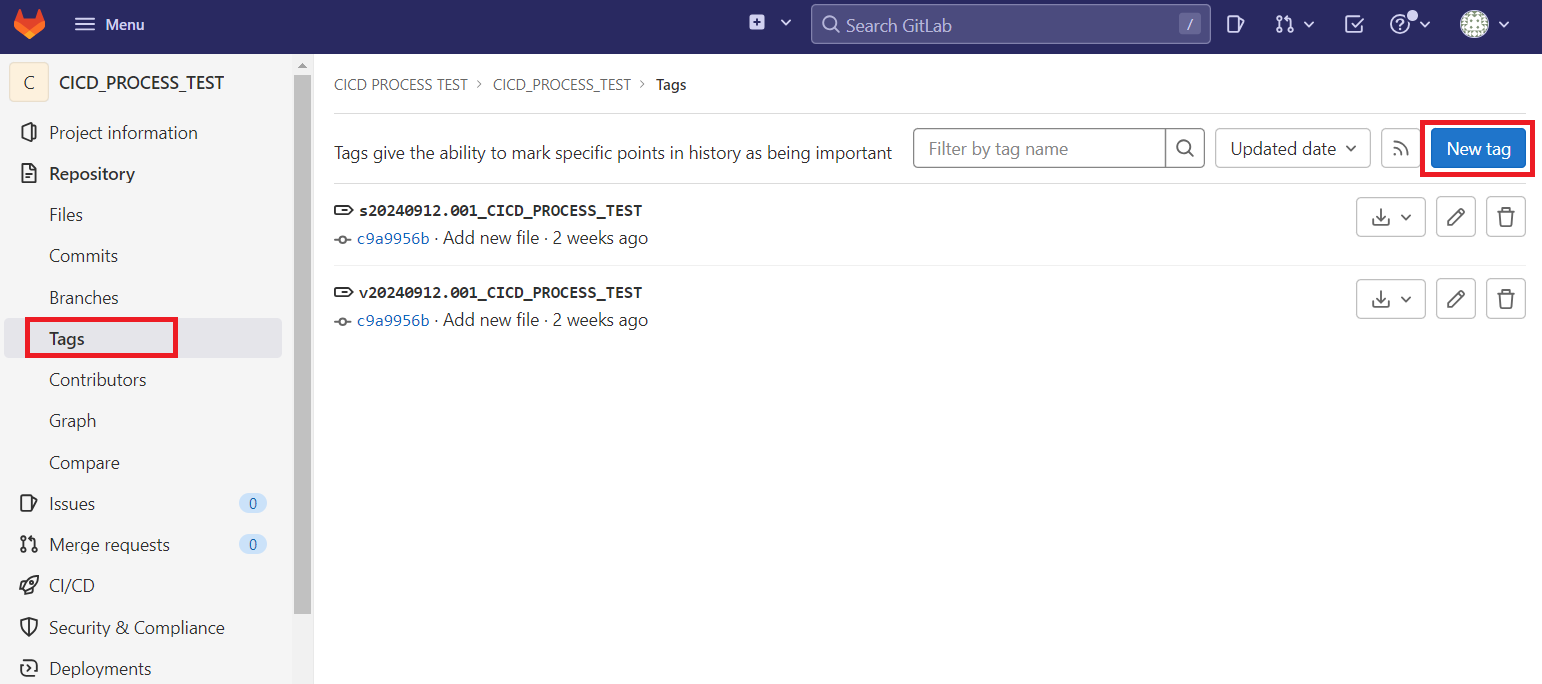 Menu
Search GitLab /
C CICD_PROCESS_TEST
Project information
Repository
Files
Commits
Branches
Tags
Contributors
Graph
Compare
Issues 0
Merge requests 0
CI/CD
Security & Compliance
Deployments
CICD PROCESS TEST > CICD_PROCESS_TEST > Tags
Tags give the ability to mark specific points in history as being important
Filter by tag name
Updated date
New tag
s20240912.001_CICD_PROCESS_TEST
c9a9956b · Add new file · 2 weeks ago
v20240912.001_CICD_PROCESS_TEST
c9a9956b · Add new file · 2 weeks ago